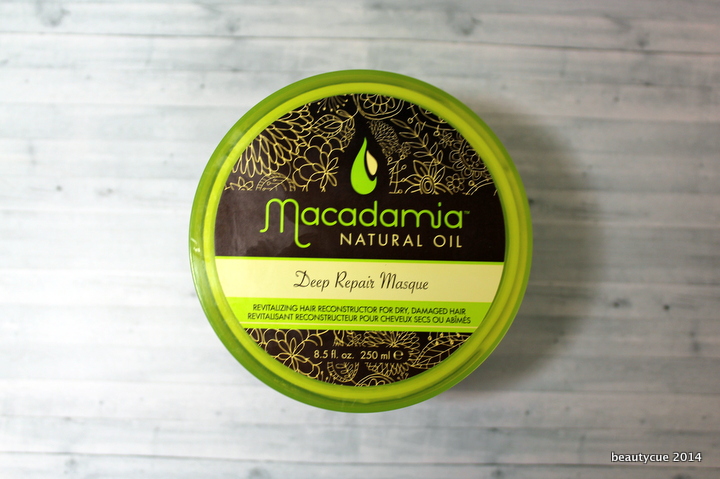 Macadamia™
NATURAL OIL
Deep Repair Masque
REVITALIZING HAIR RECONSTRUCTOR FOR DRY, DAMAGED HAIR
REVITALISANT RECONSTRUCTEUR POUR CHEVEUX SECS OU ABÎMÉS
8.5 fl. oz. 250 ml ℮
beautycue 2014